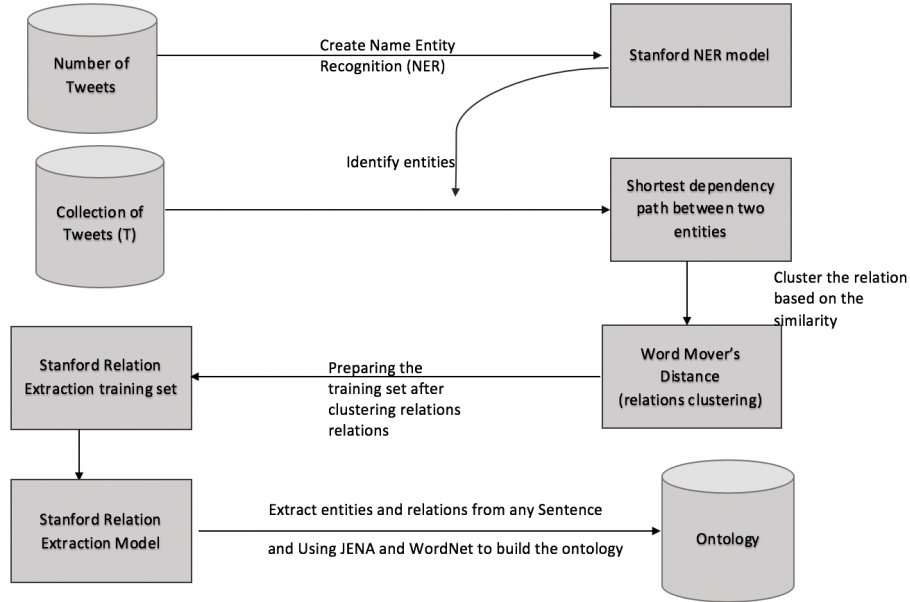 Number of
Tweets
Create Name Entity
Recognition (NER)
Stanford NER model
Identify entities
Collection of
Tweets (T)
Shortest dependency
path between two
entities
Cluster the relation
based on the
similarity
Word Mover's
Distance
(relations clustering)
Preparing the
training set after
clustering relations
relations
Stanford Relation
Extraction training set
Stanford Relation
Extraction Model
Extract entities and relations from any Sentence
and Using JENA and WordNet to build the ontology
Ontology